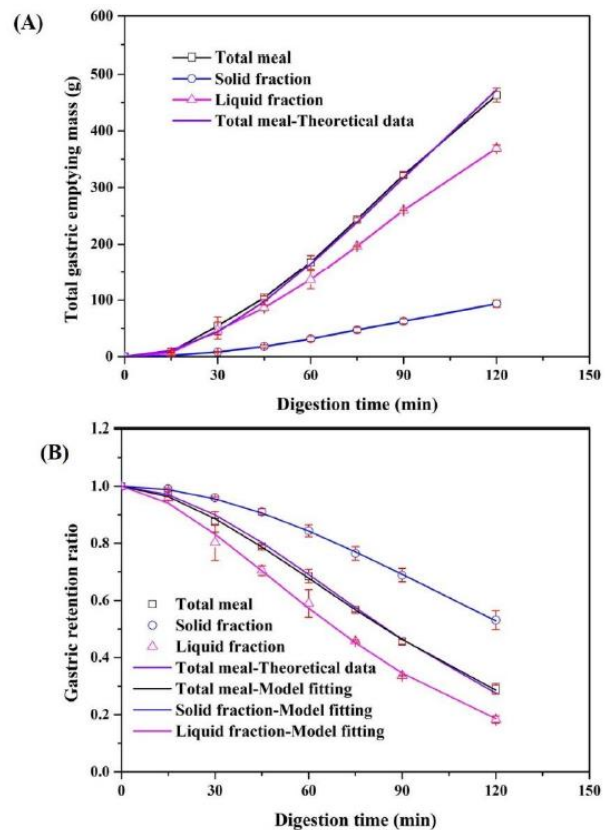 (A)
600
500
400
300
200
100
0
Total gastric emptying mass (g)
Total meal
Solid fraction
Liquid fraction
Total meal-Theoretical data
0 30 60 90 120 150
Digestion time (min)
(B)
1.2
1.0
0.8
0.6
0.4
0.2
0.0
Gastric retention ratio
Total meal
Solid fraction
Liquid fraction
Total meal-Theoretical data
Total meal-Model fitting
Solid fraction-Model fitting
Liquid fraction-Model fitting
0 30 60 90 120 150
Digestion time (min)